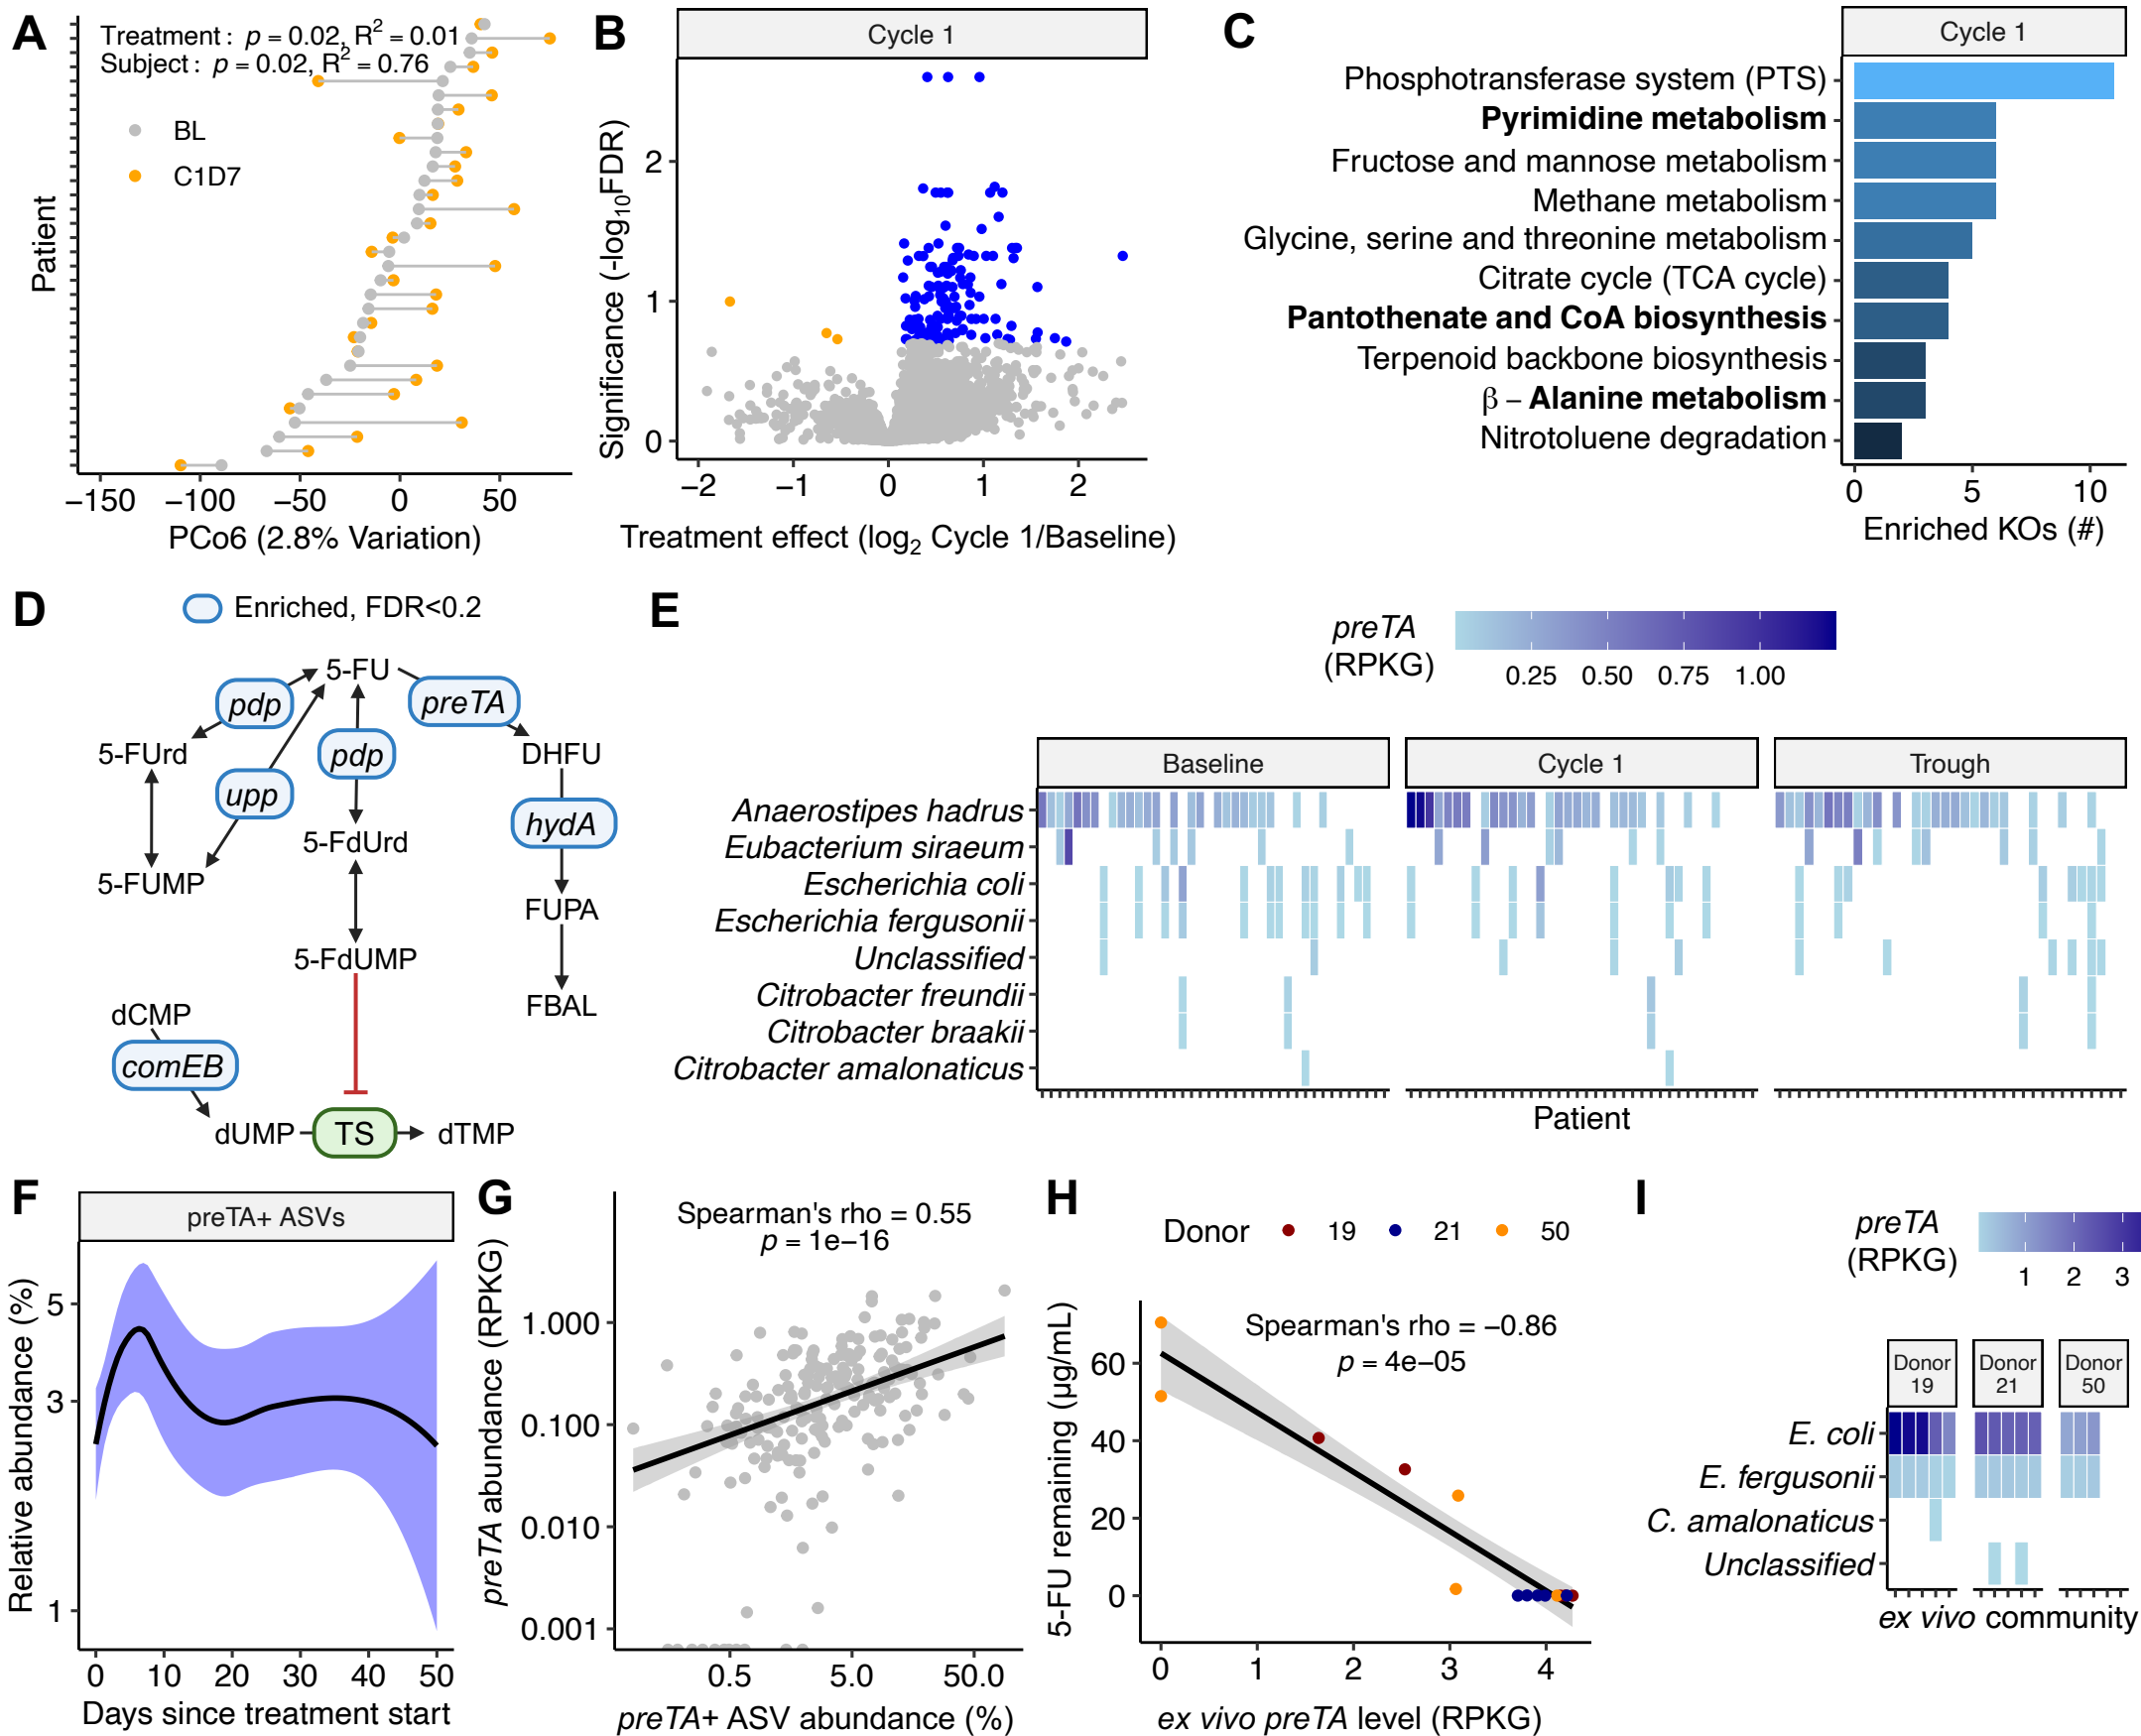 A
Treatment : p = 0.02, R² = 0.01
Subject : p = 0.02, R² = 0.76
BL
C1D7
Patient
−150 −100 −50 0 50
PCo6 (2.8% Variation)
B
Cycle 1
Significance (-log₁₀FDR)
2
1
0
−2 −1 0 1 2
Treatment effect (log₂ Cycle 1/Baseline)
C
Cycle 1
Phosphotransferase system (PTS)
Pyrimidine metabolism
Fructose and mannose metabolism
Methane metabolism
Glycine, serine and threonine metabolism
Citrate cycle (TCA cycle)
Pantothenate and CoA biosynthesis
Terpenoid backbone biosynthesis
β – Alanine metabolism
Nitrotoluene degradation
0 5 10
Enriched KOs (#)
D
Enriched, FDR<0.2
5-FU
pdp
preTA
pdp
5-FUrd
DHFU
upp
hydA
5-FdUrd
5-FUMP
FUPA
5-FdUMP
FBAL
dCMP
comEB
dUMP
TS
dTMP
E
preTA
(RPKG)
0.25 0.50 0.75 1.00
Baseline
Cycle 1
Trough
Anaerostipes hadrus
Eubacterium siraeum
Escherichia coli
Escherichia fergusonii
Unclassified
Citrobacter freundii
Citrobacter braakii
Citrobacter amalonaticus
Patient
F
preTA+ ASVs
Relative abundance (%)
5
3
1
0 10 20 30 40 50
Days since treatment start
G
Spearman's rho = 0.55
p = 1e−16
preTA abundance (RPKG)
1.000
0.100
0.010
0.001
0.5 5.0 50.0
preTA+ ASV abundance (%)
H
Donor 19 21 50
Spearman's rho = −0.86
p = 4e−05
5-FU remaining (µg/mL)
60
40
20
0
0 1 2 3 4
ex vivo preTA level (RPKG)
I
preTA
(RPKG)
1 2 3
Donor
19
Donor
21
Donor
50
E. coli
E. fergusonii
C. amalonaticus
Unclassified
ex vivo community